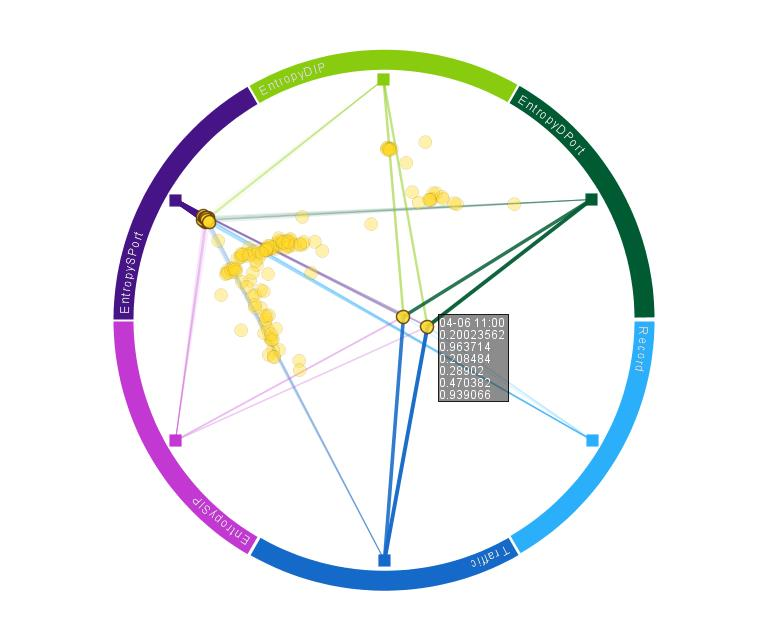 EntropyDIP
EntropyDPort
EntropySPort
04-06 11:00
0.20023562
0.963714
0.208484
0.28902
0.470382
0.939066
Record
EntropySIP
Traffic